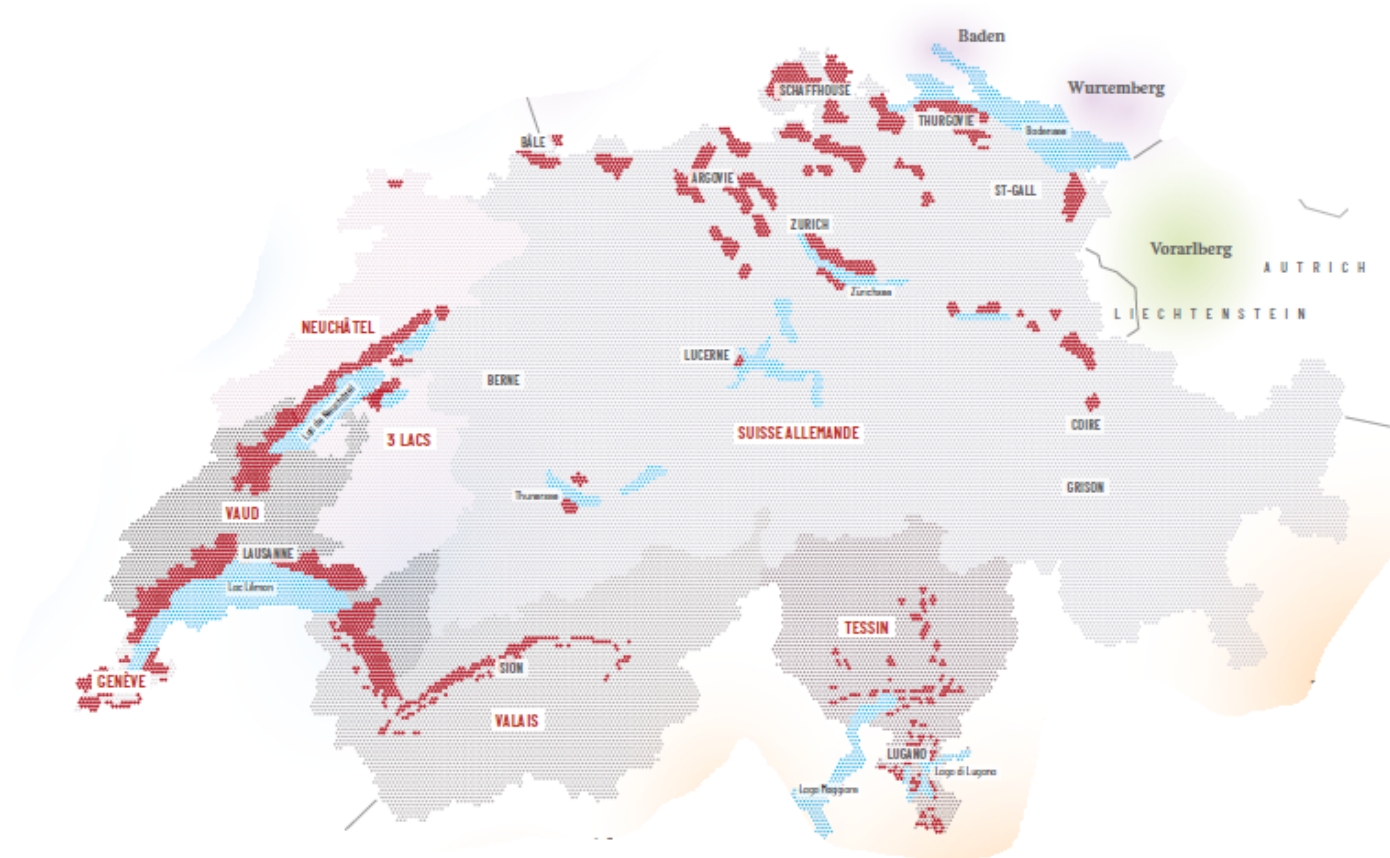 Baden
Wurtemberg
SCHAFFHOUSE
THURGOVIE
Bodensee
BÂLE
ARGOVIE
ST-GALL
ZURICH
Vorarlberg
AUTRICH
Zürichsee
LIECHTENSTEIN
NEUCHÂTEL
LUCERNE
BERNE
Lac de Neuchâtel
COIRE
3 LACS
SUISSE ALLEMANDE
GRISON
Thunersee
VAUD
LAUSANNE
Lac Léman
TESSIN
SION
GENÈVE
VALAIS
LUGANO
Lago di Lugano
Lago Maggiore